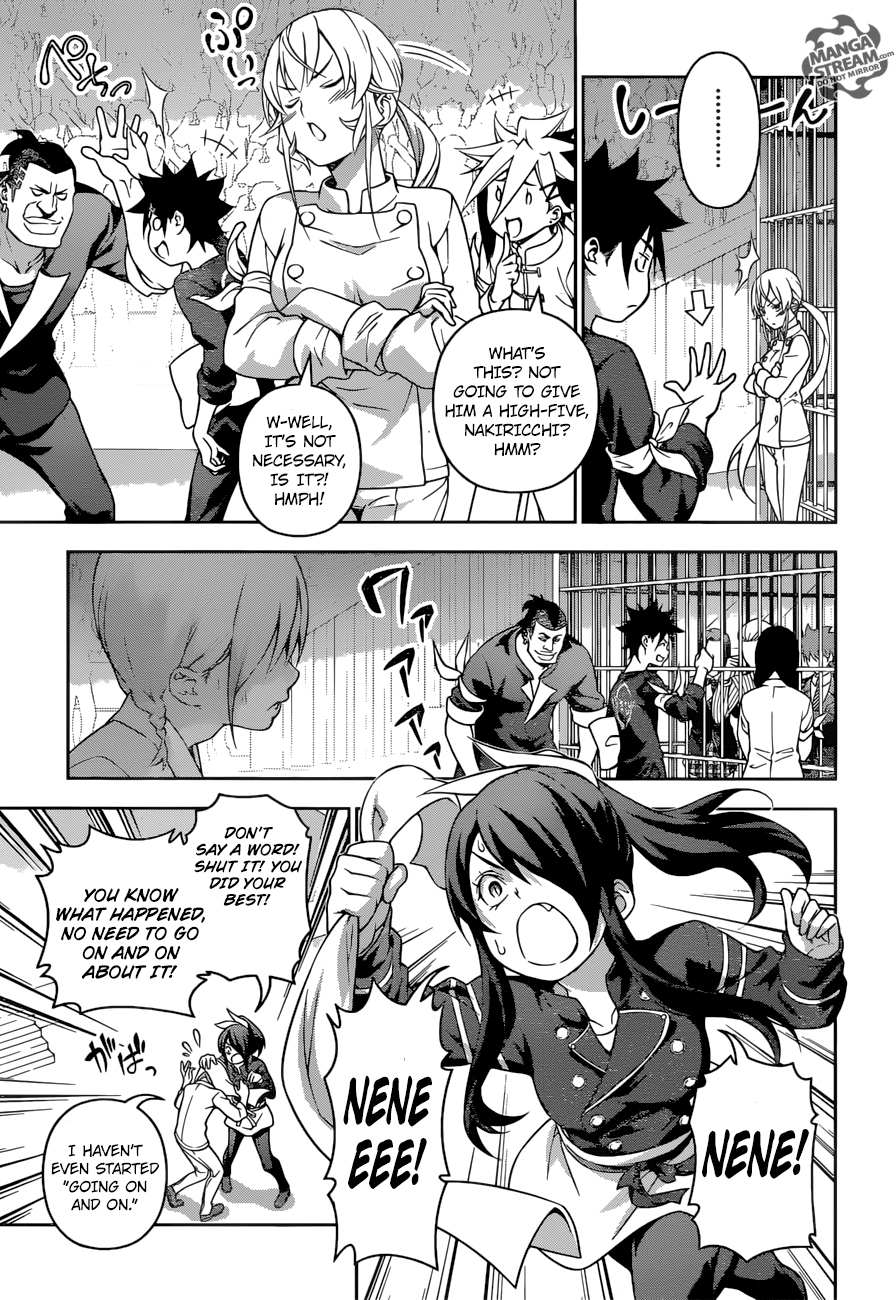 MANGA
STREAM.com
DO NOT MIRROR
…………
しーーん
WHAT'S
THIS? NOT
GOING TO GIVE
HIM A HIGH-FIVE,
NAKIRICCHI?
HMM?
ぷいっ
W-WELL,
IT'S NOT
NECESSARY,
IS IT?!
HMPH!
ワァァァ
NENE!
NENE
EEE!
DON'T
SAY A WORD!
SHUT IT! YOU
DID YOUR
BEST!
YOU KNOW
WHAT HAPPENED,
NO NEED TO GO
ON AND ON
ABOUT IT!
がばっ
I HAVEN'T
EVEN STARTED
"GOING ON
AND ON."